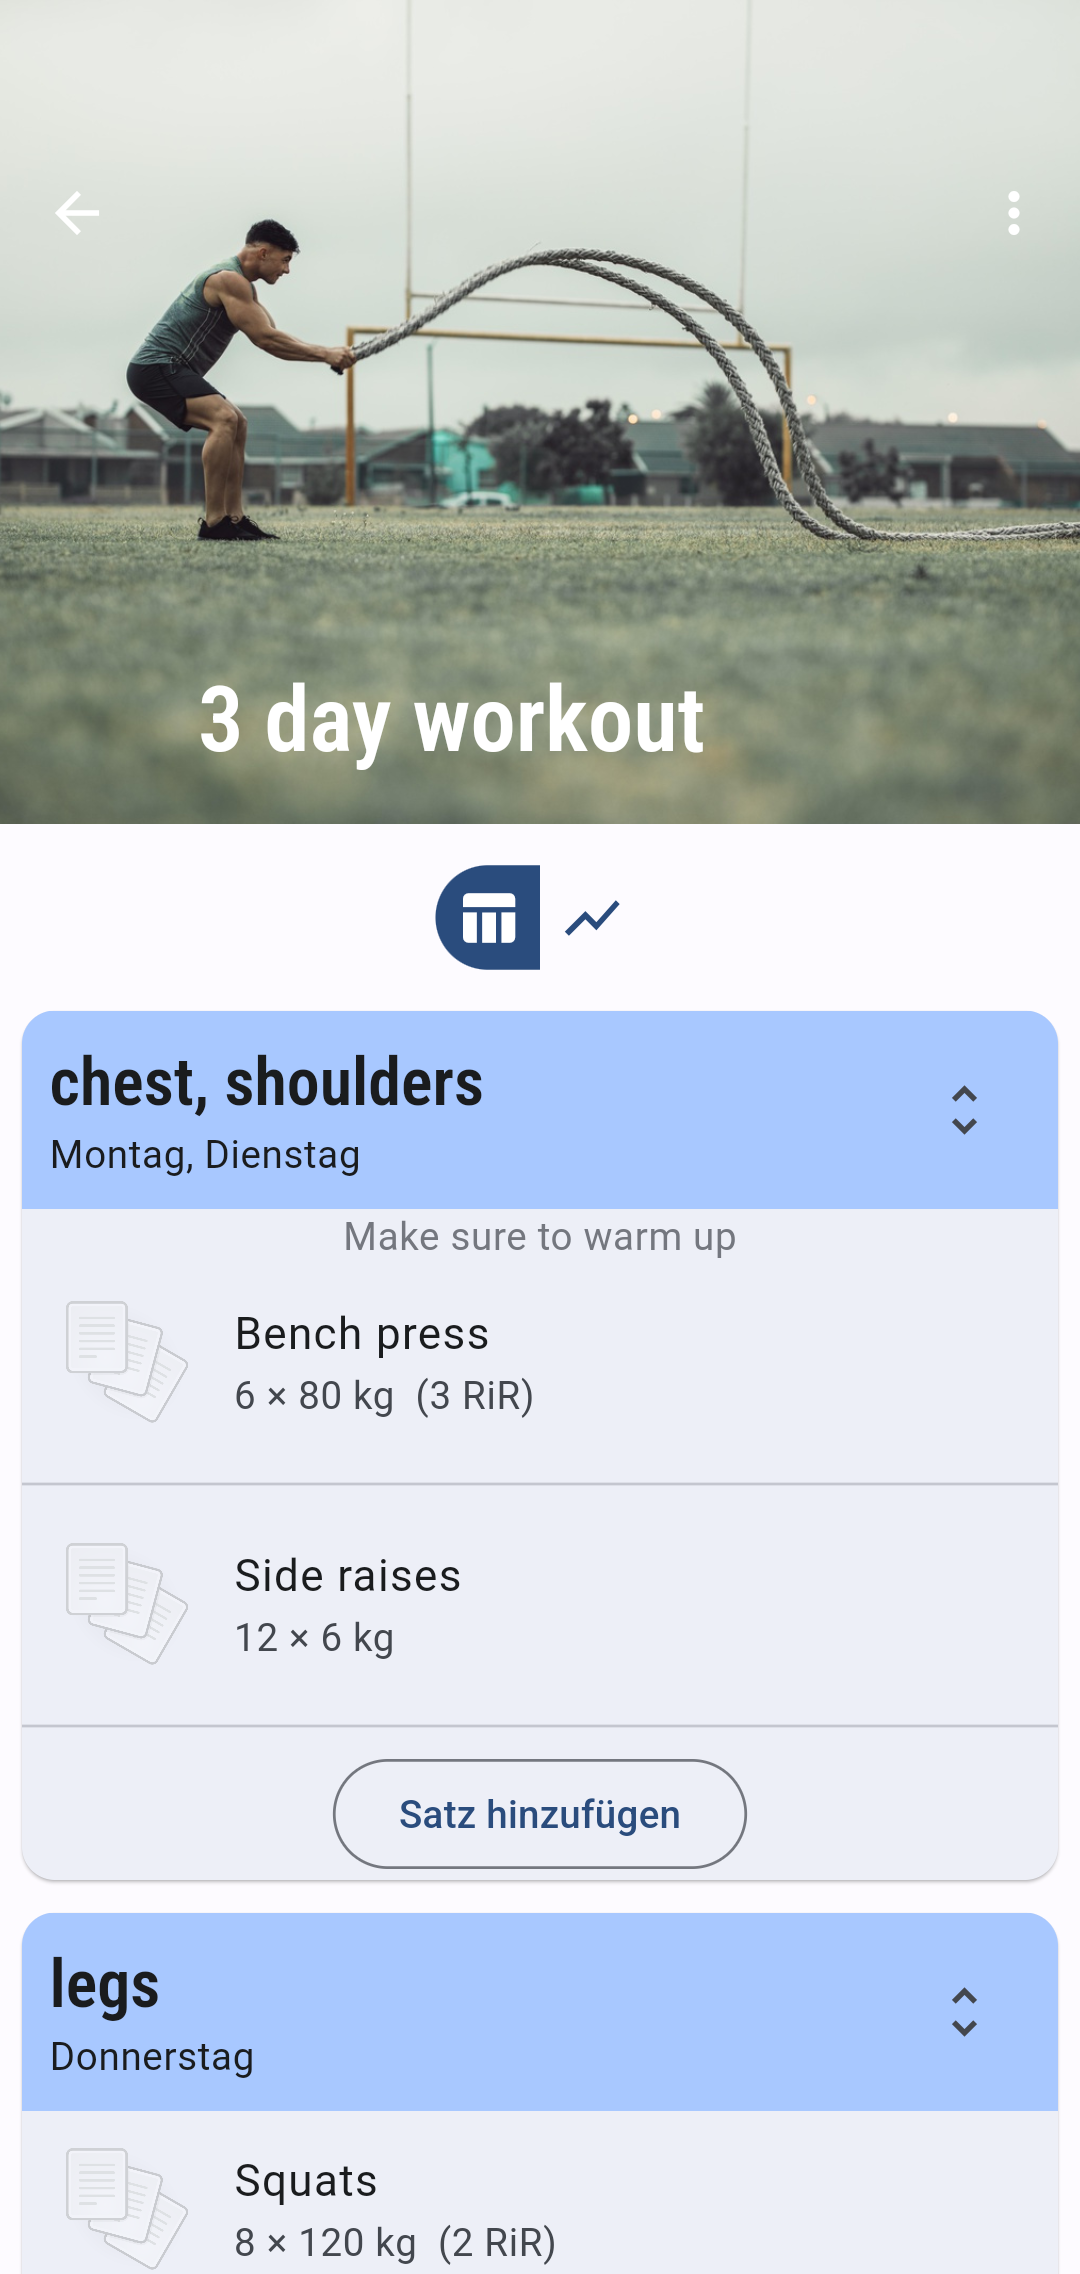 3 day workout
chest, shoulders
Montag, Dienstag
Make sure to warm up
Bench press
6 × 80 kg (3 RiR)
Side raises
12 × 6 kg
Satz hinzufügen
legs
Donnerstag
Squats
8 × 120 kg (2 RiR)